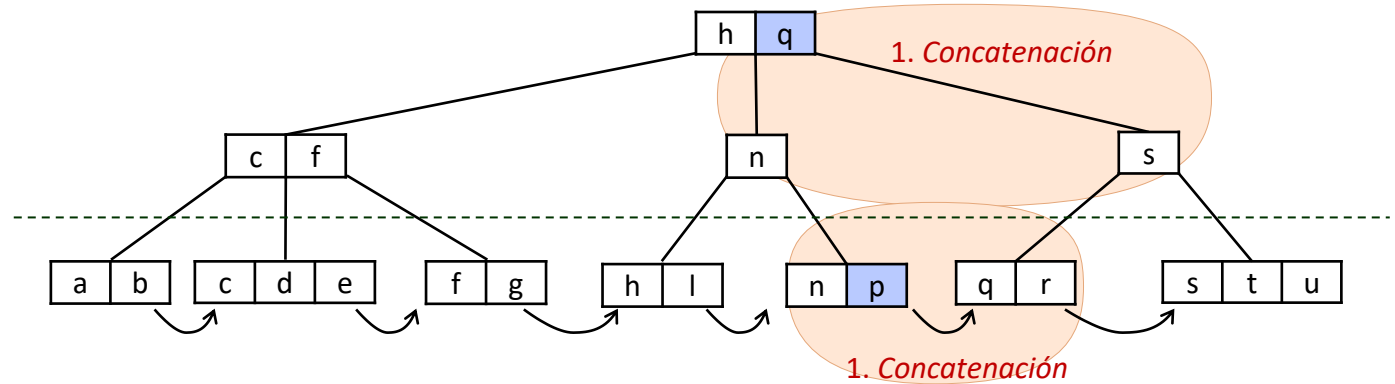 h q
1. Concatenación
c f
n
s
a b
c d e
f g
h l
n p
q r
s t u
1. Concatenación